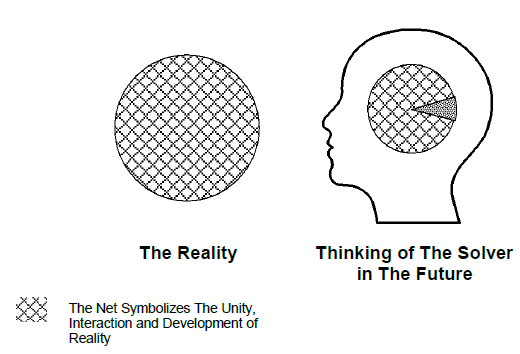 The Reality
Thinking of The Solver
in The Future
The Net Symbolizes The Unity,
Interaction and Development of
Reality